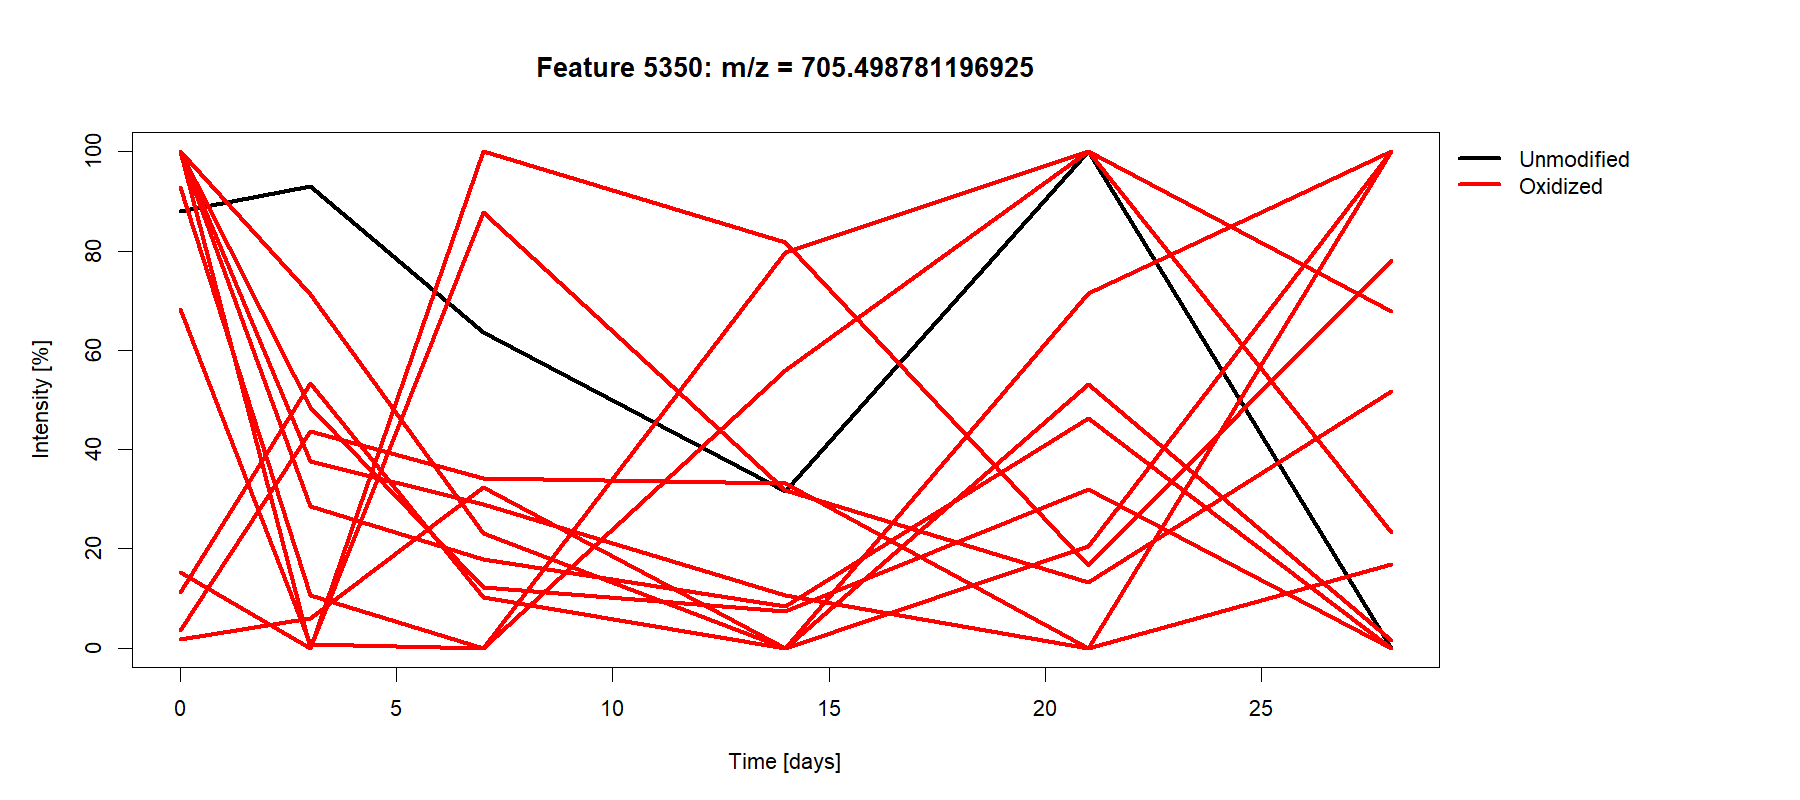 Feature 5350: m/z = 705.498781196925
Unmodified
Oxidized
Intensity [%]
100
80
60
40
20
0
0 5 10 15 20 25
Time [days]